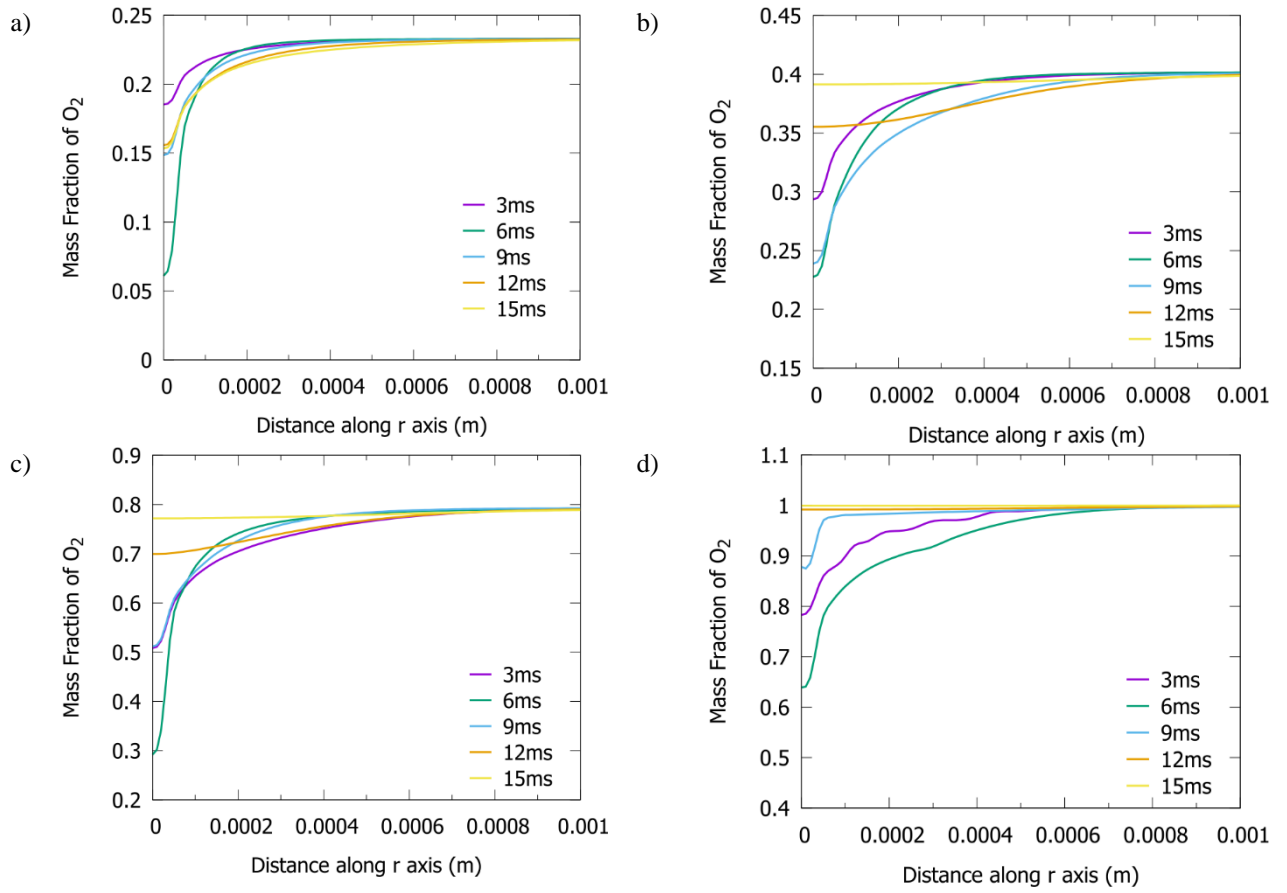 a)
Mass Fraction of O2
0.25
0.2
0.15
0.1
0.05
0
3ms
6ms
9ms
12ms
15ms
0 0.0002 0.0004 0.0006 0.0008 0.001
Distance along r axis (m)
b)
Mass Fraction of O2
0.45
0.4
0.35
0.3
0.25
0.2
0.15
3ms
6ms
9ms
12ms
15ms
0 0.0002 0.0004 0.0006 0.0008 0.001
Distance along r axis (m)
c)
Mass Fraction of O2
0.9
0.8
0.7
0.6
0.5
0.4
0.3
0.2
3ms
6ms
9ms
12ms
15ms
0 0.0002 0.0004 0.0006 0.0008 0.001
Distance along r axis (m)
d)
Mass Fraction of O2
1.1
1
0.9
0.8
0.7
0.6
0.5
0.4
3ms
6ms
9ms
12ms
15ms
0 0.0002 0.0004 0.0006 0.0008 0.001
Distance along r axis (m)